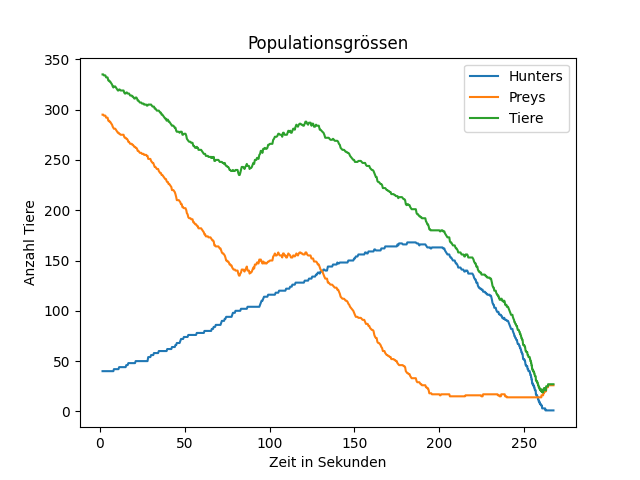 Populationsgrössen
Hunters
Preys
Tiere
Anzahl Tiere
350
300
250
200
150
100
50
0
0 50 100 150 200 250
Zeit in Sekunden